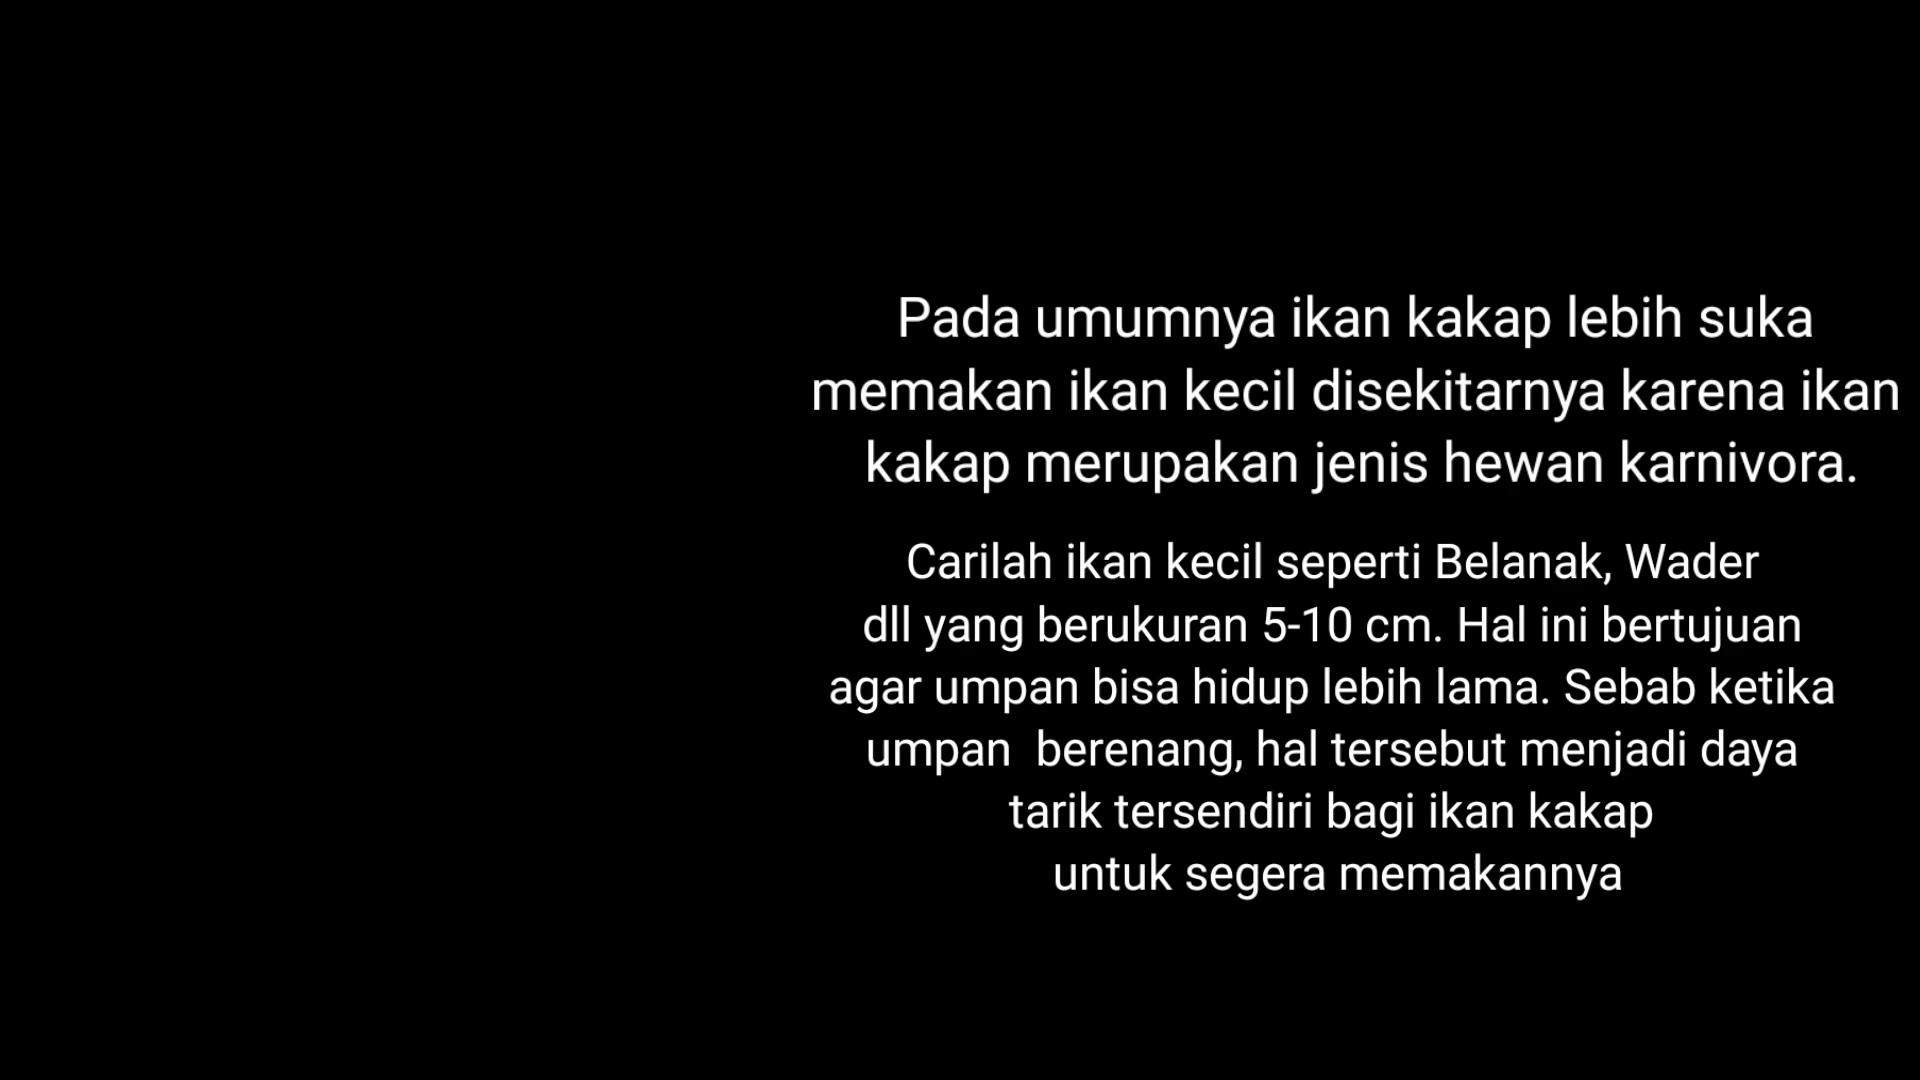 Pada umumnya ikan kakap lebih suka
memakan ikan kecil disekitarnya karena ikan
kakap merupakan jenis hewan karnivora.
Carilah ikan kecil seperti Belanak, Wader
dll yang berukuran 5-10 cm. Hal ini bertujuan
agar umpan bisa hidup lebih lama. Sebab ketika
umpan  berenang, hal tersebut menjadi daya
tarik tersendiri bagi ikan kakap
untuk segera memakannya